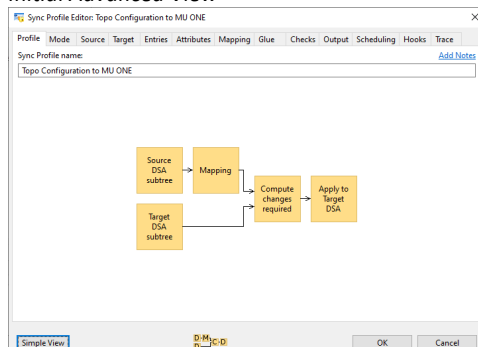 Initial Advanced View
Sync Profile Editor: Topo Configuration to MU ONE
Profile Mode Source Target Entries Attributes Mapping Glue Checks Output Scheduling Hooks Trace
Sync Profile name:
Add Notes
Topo Configuration to MU ONE
Source
DSA
subtree
Mapping
Compute
changes
required
Apply to
Target
DSA
Target
DSA
subtree
Simple View
D-M
C-D
OK
Cancel